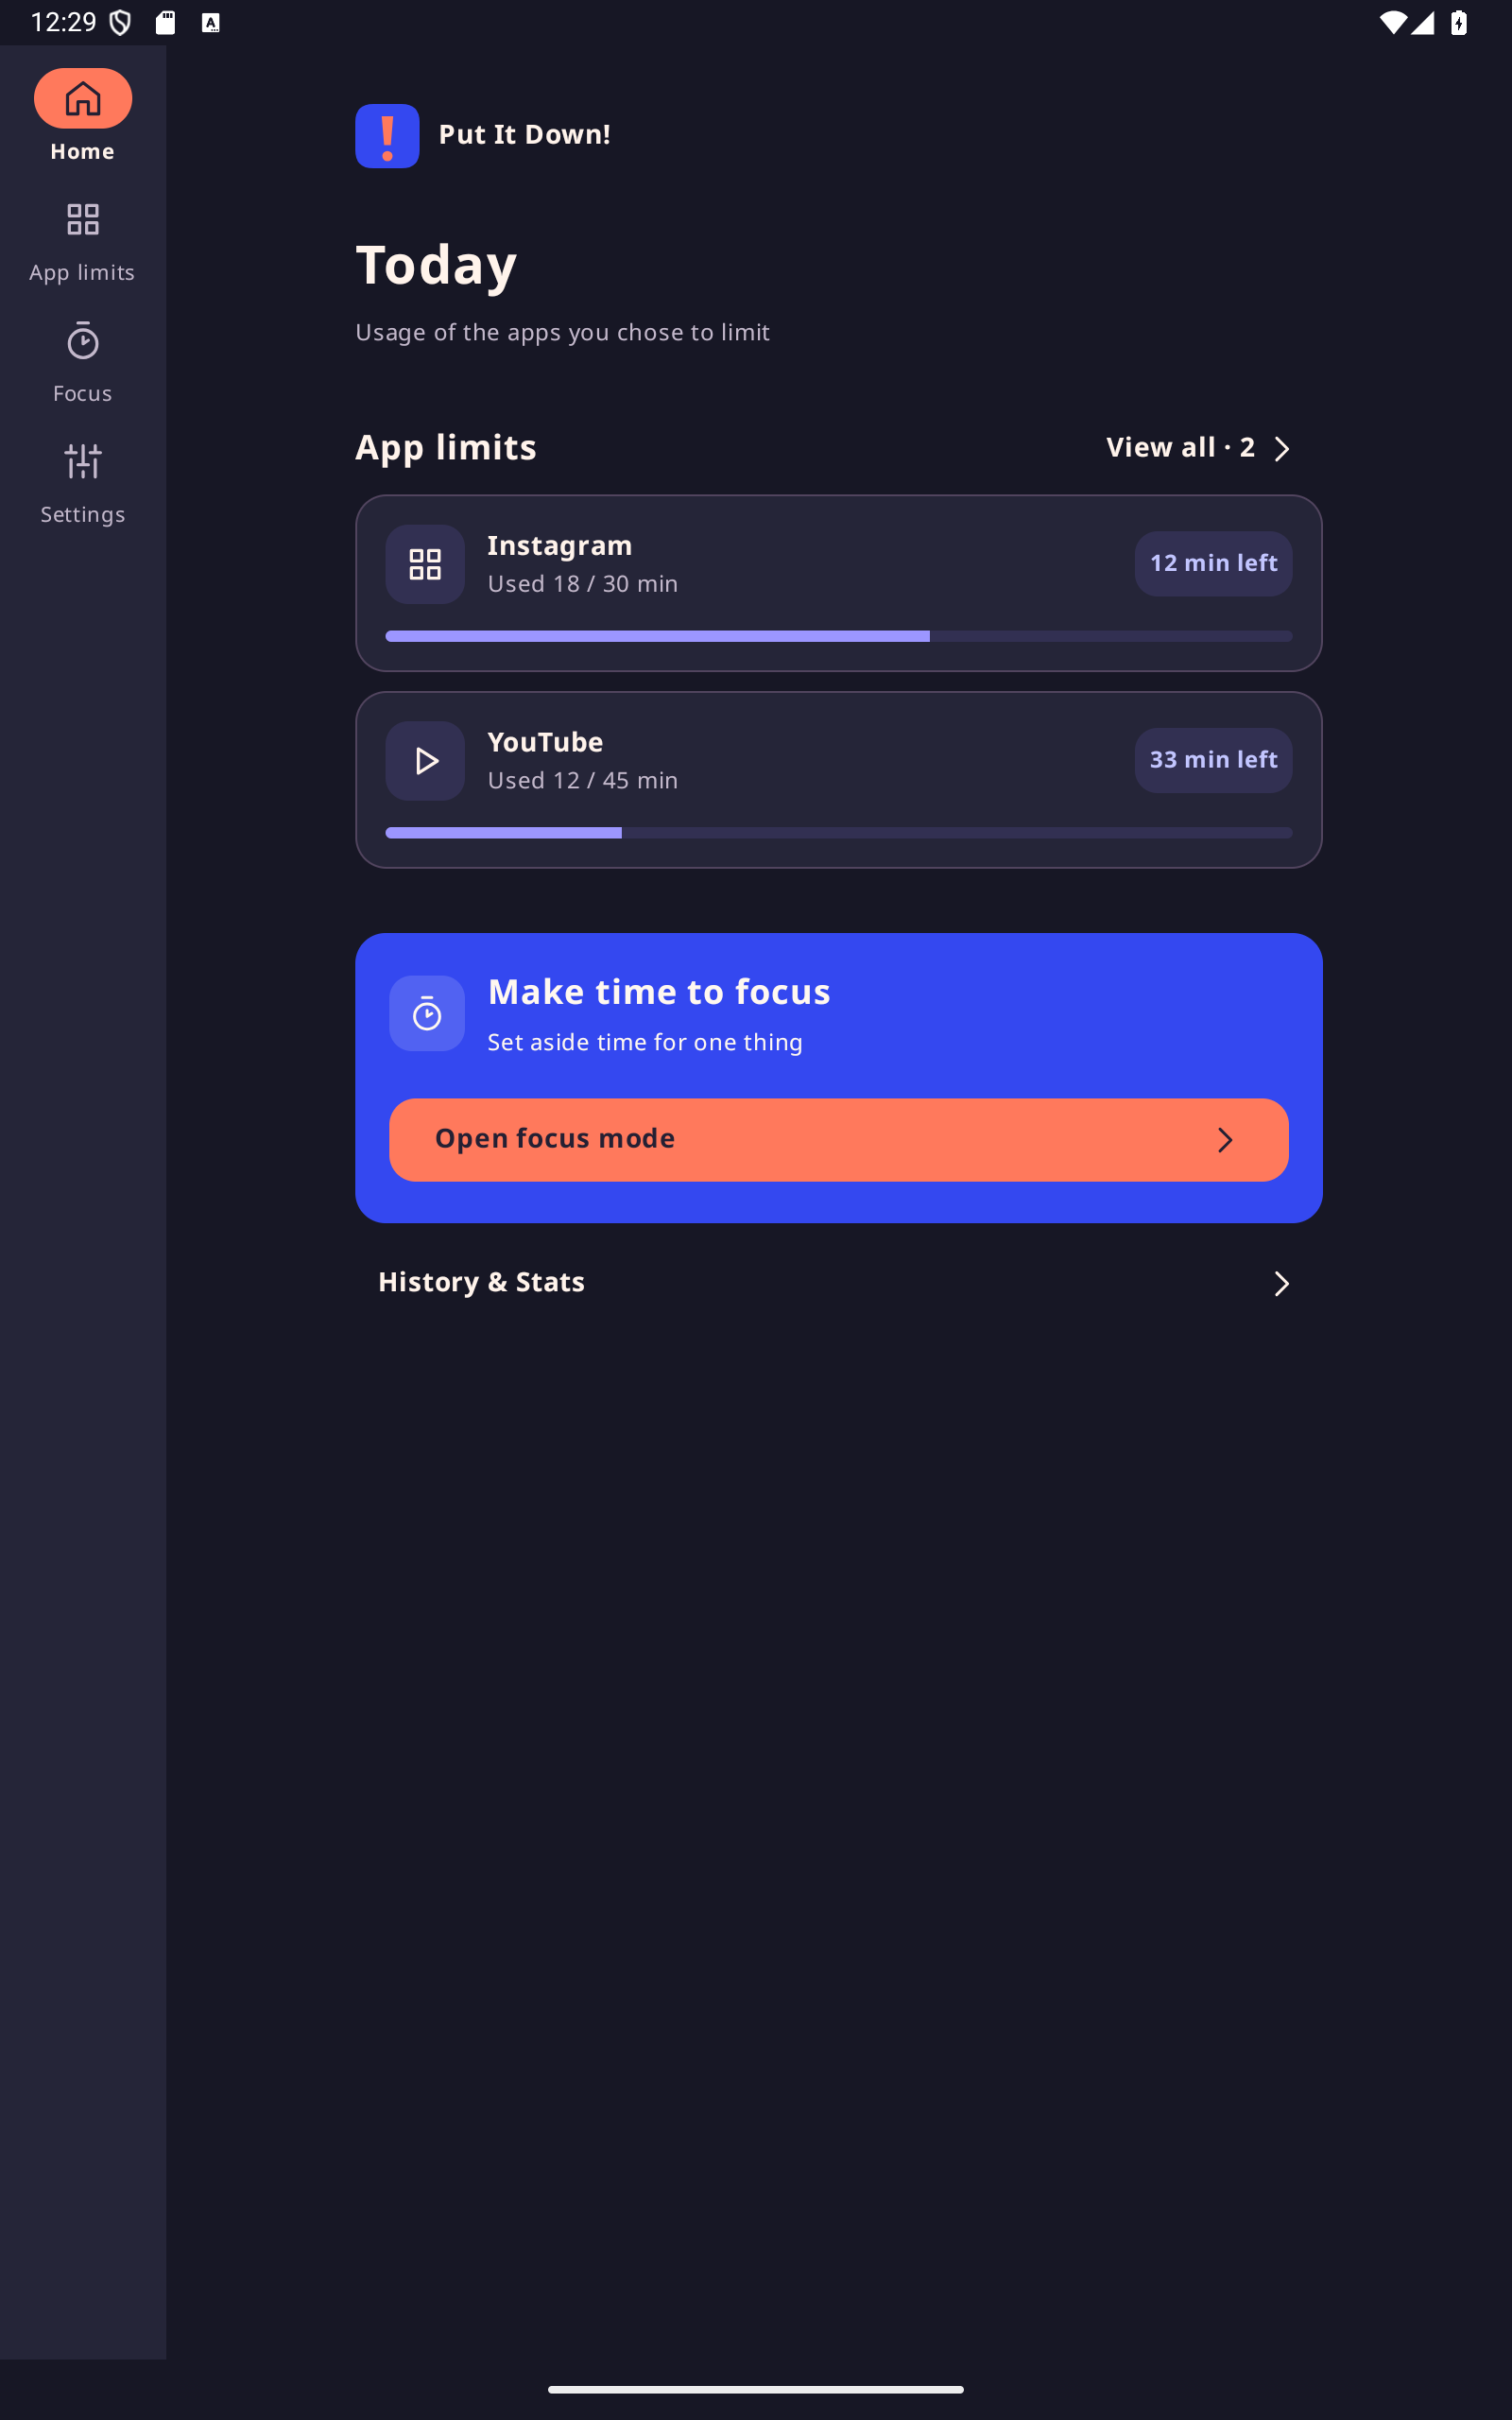 12:29
Home
App limits
Focus
Settings
Put It Down!
Today
Usage of the apps you chose to limit
App limits
View all · 2
Instagram
Used 18 / 30 min
12 min left
YouTube
Used 12 / 45 min
33 min left
Make time to focus
Set aside time for one thing
Open focus mode
History & Stats